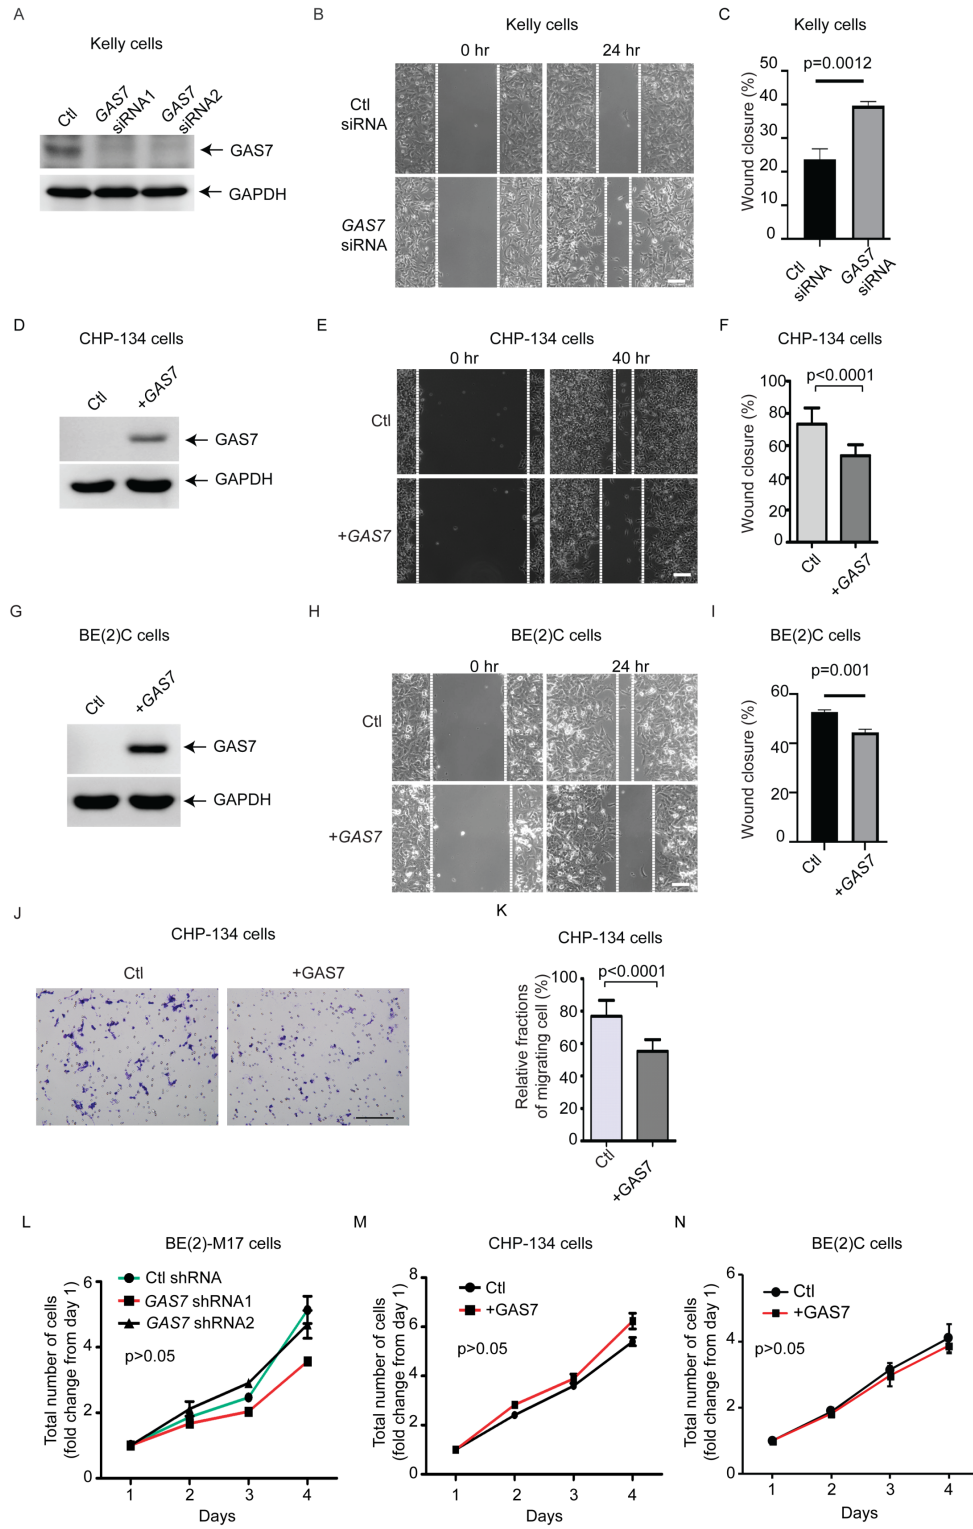 A
Kelly cells
Ctl
GAS7
siRNA1
GAS7
siRNA2
GAS7
GAPDH
B
Kelly cells
0 hr
24 hr
Ctl
siRNA
GAS7
siRNA
C
Kelly cells
p=0.0012
Wound closure (%)
50
40
30
20
10
0
Ctl
siRNA
GAS7
siRNA
D
CHP-134 cells
Ctl
+GAS7
GAS7
GAPDH
E
CHP-134 cells
0 hr
40 hr
Ctl
+GAS7
F
CHP-134 cells
p<0.0001
Wound closure (%)
100
80
60
40
20
0
Ctl
+GAS7
G
BE(2)C cells
Ctl
+GAS7
GAS7
GAPDH
H
BE(2)C cells
0 hr
24 hr
Ctl
+GAS7
I
BE(2)C cells
p=0.001
Wound closure (%)
60
40
20
0
Ctl
+GAS7
J
CHP-134 cells
Ctl
+GAS7
K
CHP-134 cells
p<0.0001
Relative fractions
of migrating cell (%)
100
80
60
40
20
0
Ctl
+GAS7
L
BE(2)-M17 cells
Ctl shRNA
GAS7 shRNA1
GAS7 shRNA2
p>0.05
Total number of cells
(fold change from day 1)
6
4
2
0
1 2 3 4
Days
M
CHP-134 cells
Ctl
+GAS7
p>0.05
Total number of cells
(fold change from day 1)
8
6
4
2
0
1 2 3 4
Days
N
BE(2)C cells
Ctl
+GAS7
p>0.05
Total number of cells
(fold change from day 1)
6
4
2
0
1 2 3 4
Days